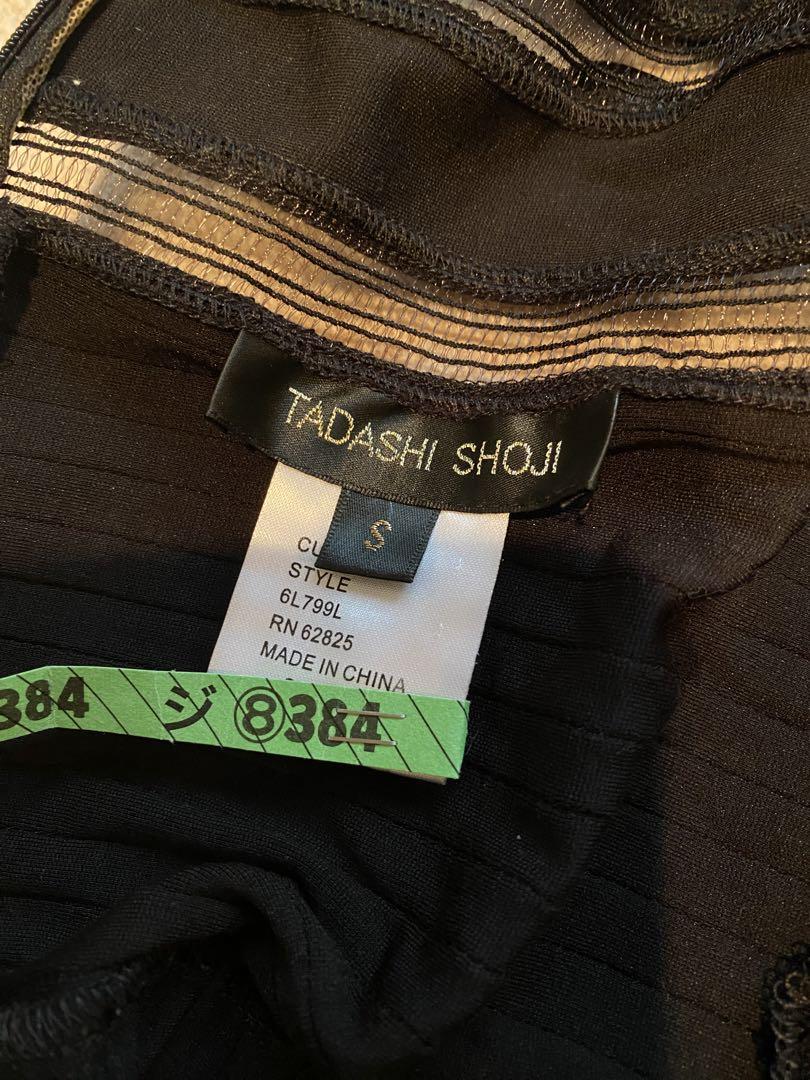 TADASHI SHOJI
S
CU
STYLE
6L799L
RN 62825
MADE IN CHINA
384 ジ ⑧384